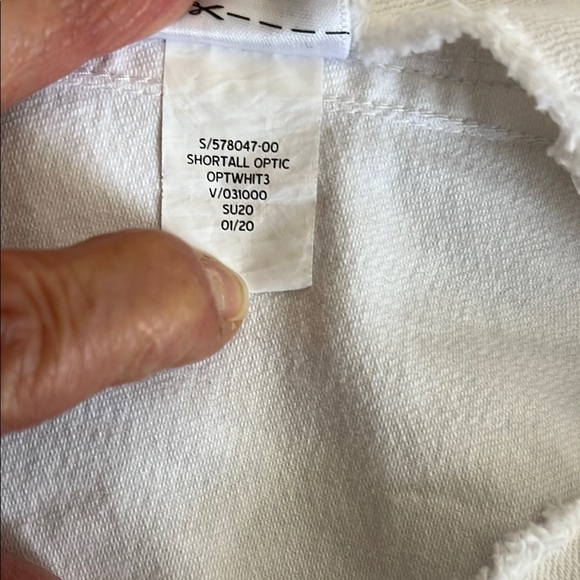 S/578047-00
SHORTALL OPTIC
OPTWHIT3
V/031000
SU20
01/20